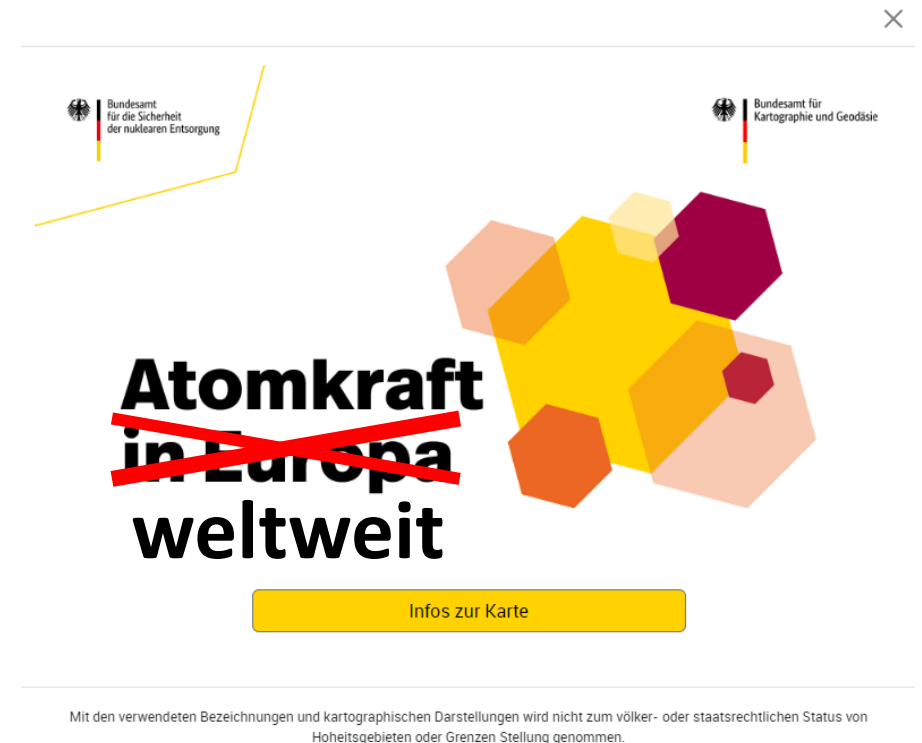 Bundesamt
für die Sicherheit
der nuklearen Entsorgung
Bundesamt für
Kartographie und Geodäsie
Atomkraft
in Europa
weltweit
Infos zur Karte
Mit den verwendeten Bezeichnungen und kartographischen Darstellungen wird nicht zum völker- oder staatsrechtlichen Status von
Hoheitsgebieten oder Grenzen Stellung genommen.